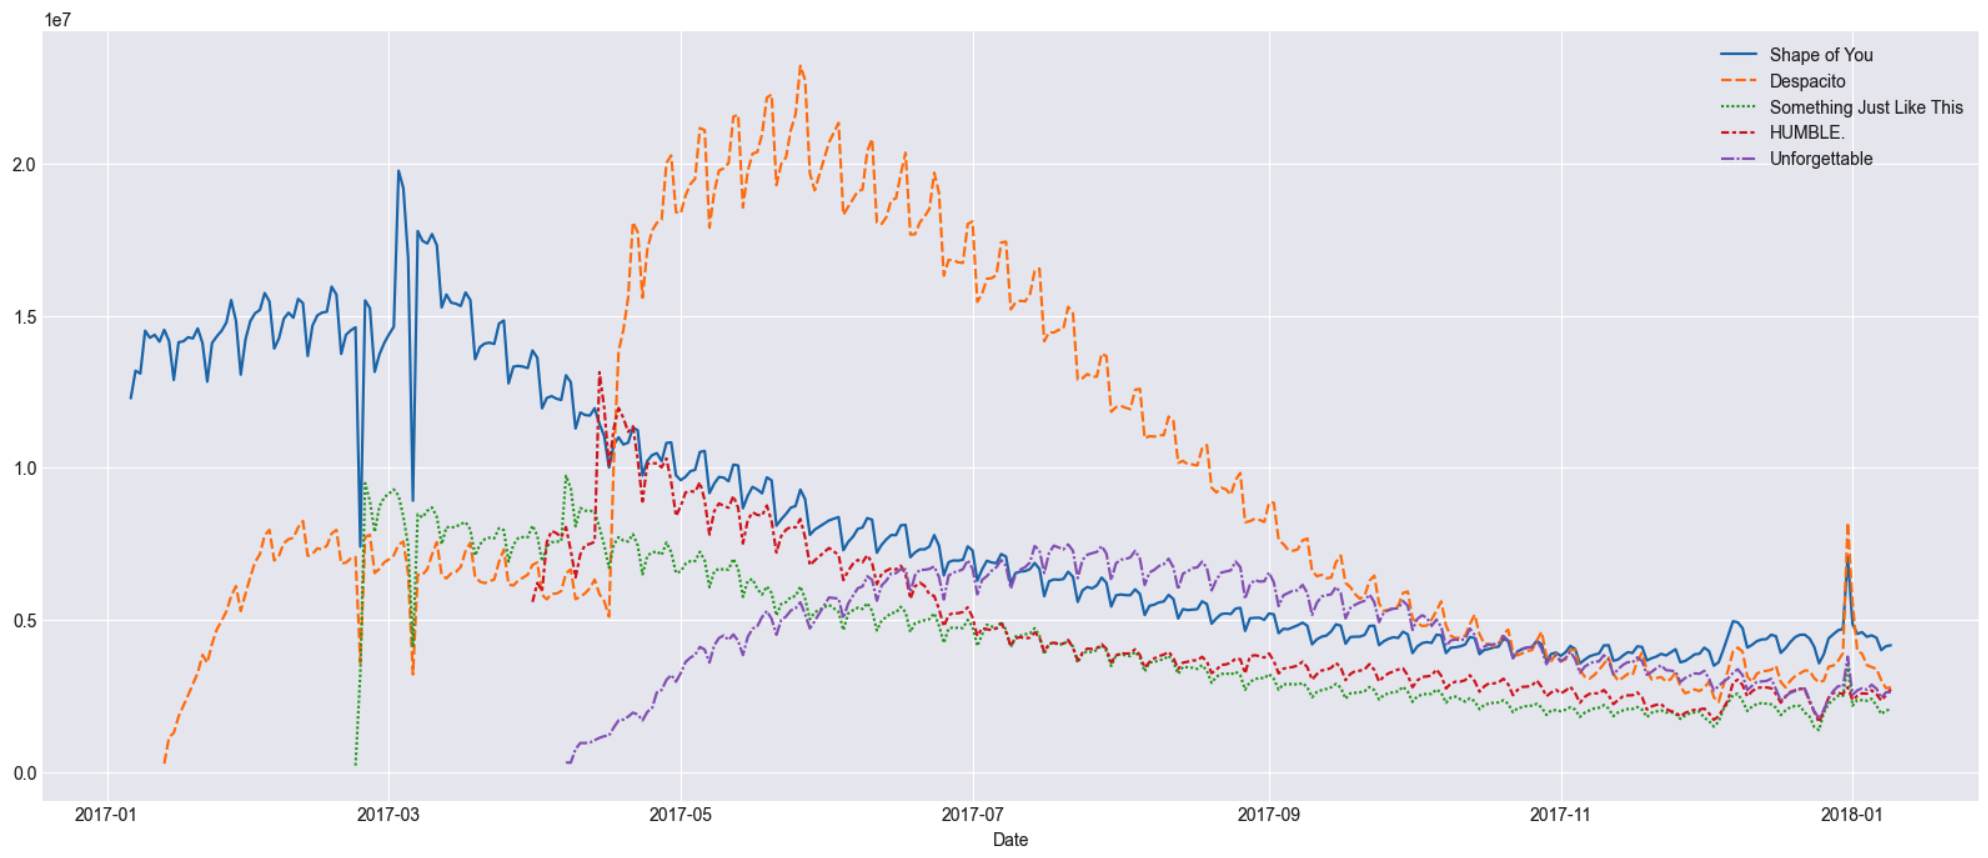 1e7
Shape of You
Despacito
Something Just Like This
HUMBLE.
Unforgettable
2.0
1.5
1.0
0.5
0.0
2017-01 2017-03 2017-05 2017-07 2017-09 2017-11 2018-01
Date